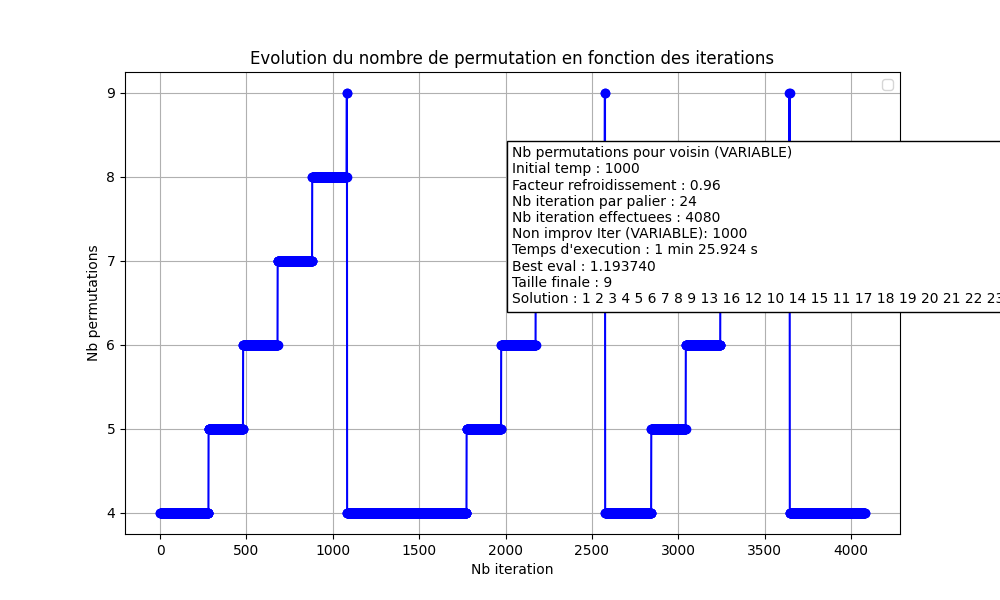 Evolution du nombre de permutation en fonction des iterations
Nb permutations
9
8
7
6
5
4
Nb permutations pour voisin (VARIABLE)
Initial temp : 1000
Facteur refroidissement : 0.96
Nb iteration par palier : 24
Nb iteration effectuees : 4080
Non improv Iter (VARIABLE): 1000
Temps d'execution : 1 min 25.924 s
Best eval : 1.193740
Taille finale : 9
Solution : 1 2 3 4 5 6 7 8 9 13 16 12 10 14 15 11 17 18 19 20 21 22 23
0 500 1000 1500 2000 2500 3000 3500 4000
Nb iteration